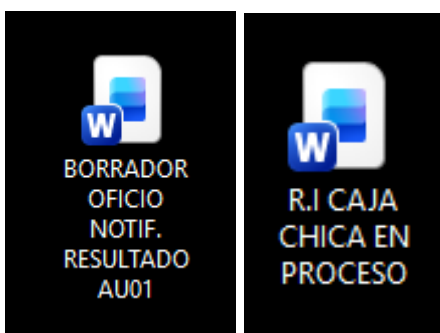 W
BORRADOR
OFICIO
NOTIF.
RESULTADO
AU01
W
R.I CAJA
CHICA EN
PROCESO